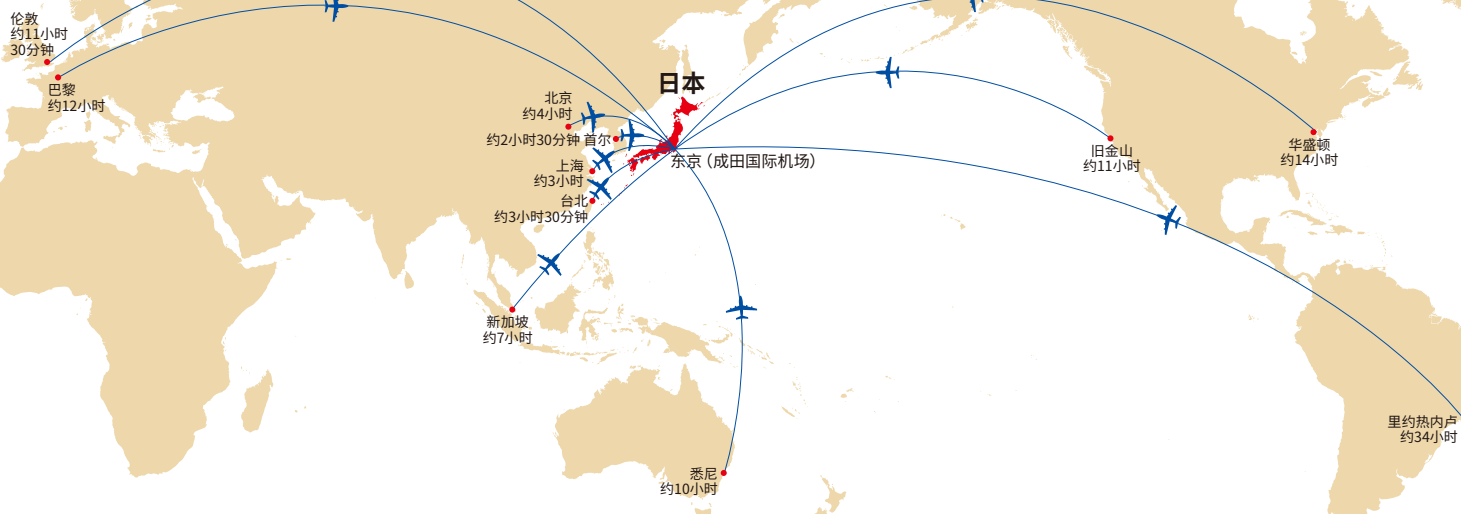 伦敦
约11小时
30分钟
巴黎
约12小时
日本
北京
约4小时
约2小时30分钟 首尔
上海
约3小时
台北
约3小时30分钟
东京（成田国际机场）
新加坡
约7小时
悉尼
约10小时
旧金山
约11小时
华盛顿
约14小时
里约热内卢
约34小时